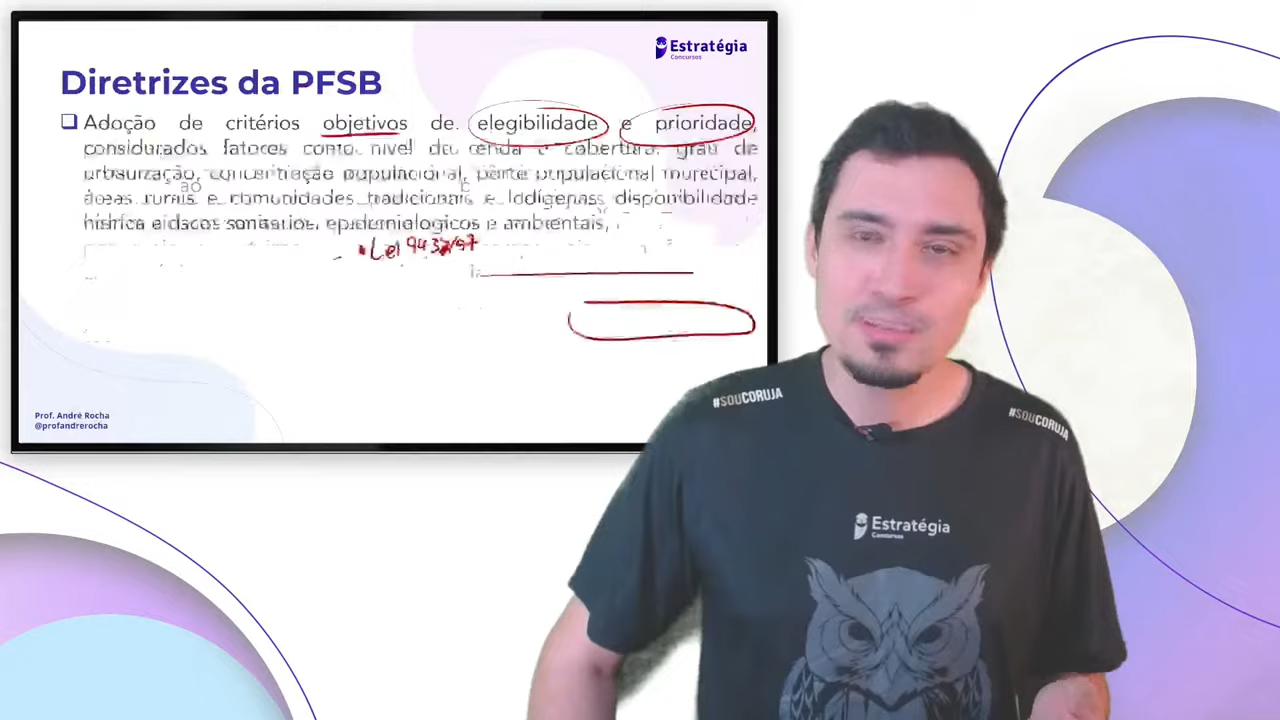 Estratégia
Concursos
Diretrizes da PFSB
Adoção de critérios objetivos de elegibilidade e prioridade,
considerados fatores como nível de renda e cobertura, grau de
urbanização, concentração populacional, porte populacional municipal,
áreas rurais e comunidades tradicionais e indígenas, disponibilidade
hídrica e riscos sanitários, epidemiológicos e ambientais,
Lei 9433/97
Prof. André Rocha
@profandrerocha
#SOUCORUJA
#SOUCORUJA
Estratégia
Concursos